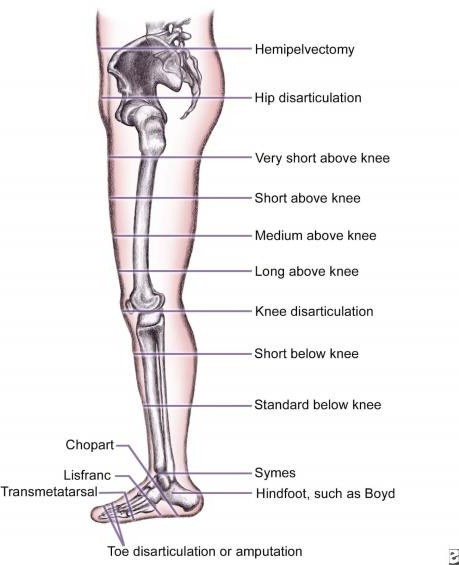 Hemipelvectomy
Hip disarticulation
Very short above knee
Short above knee
Medium above knee
Long above knee
Knee disarticulation
Short below knee
Standard below knee
Chopart
Lisfranc
Symes
Transmetatarsal
Hindfoot, such as Boyd
Toe disarticulation or amputation